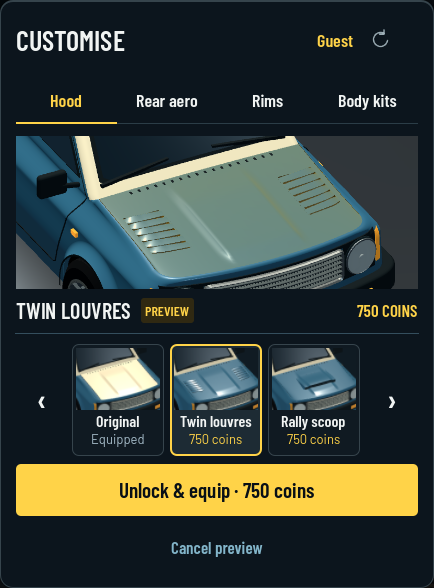 CUSTOMISE
Guest
Hood
Rear aero
Rims
Body kits
TWIN LOUVRES
PREVIEW
750 COINS
Original
Equipped
Twin louvres
750 coins
Rally scoop
750 coins
Unlock & equip · 750 coins
Cancel preview